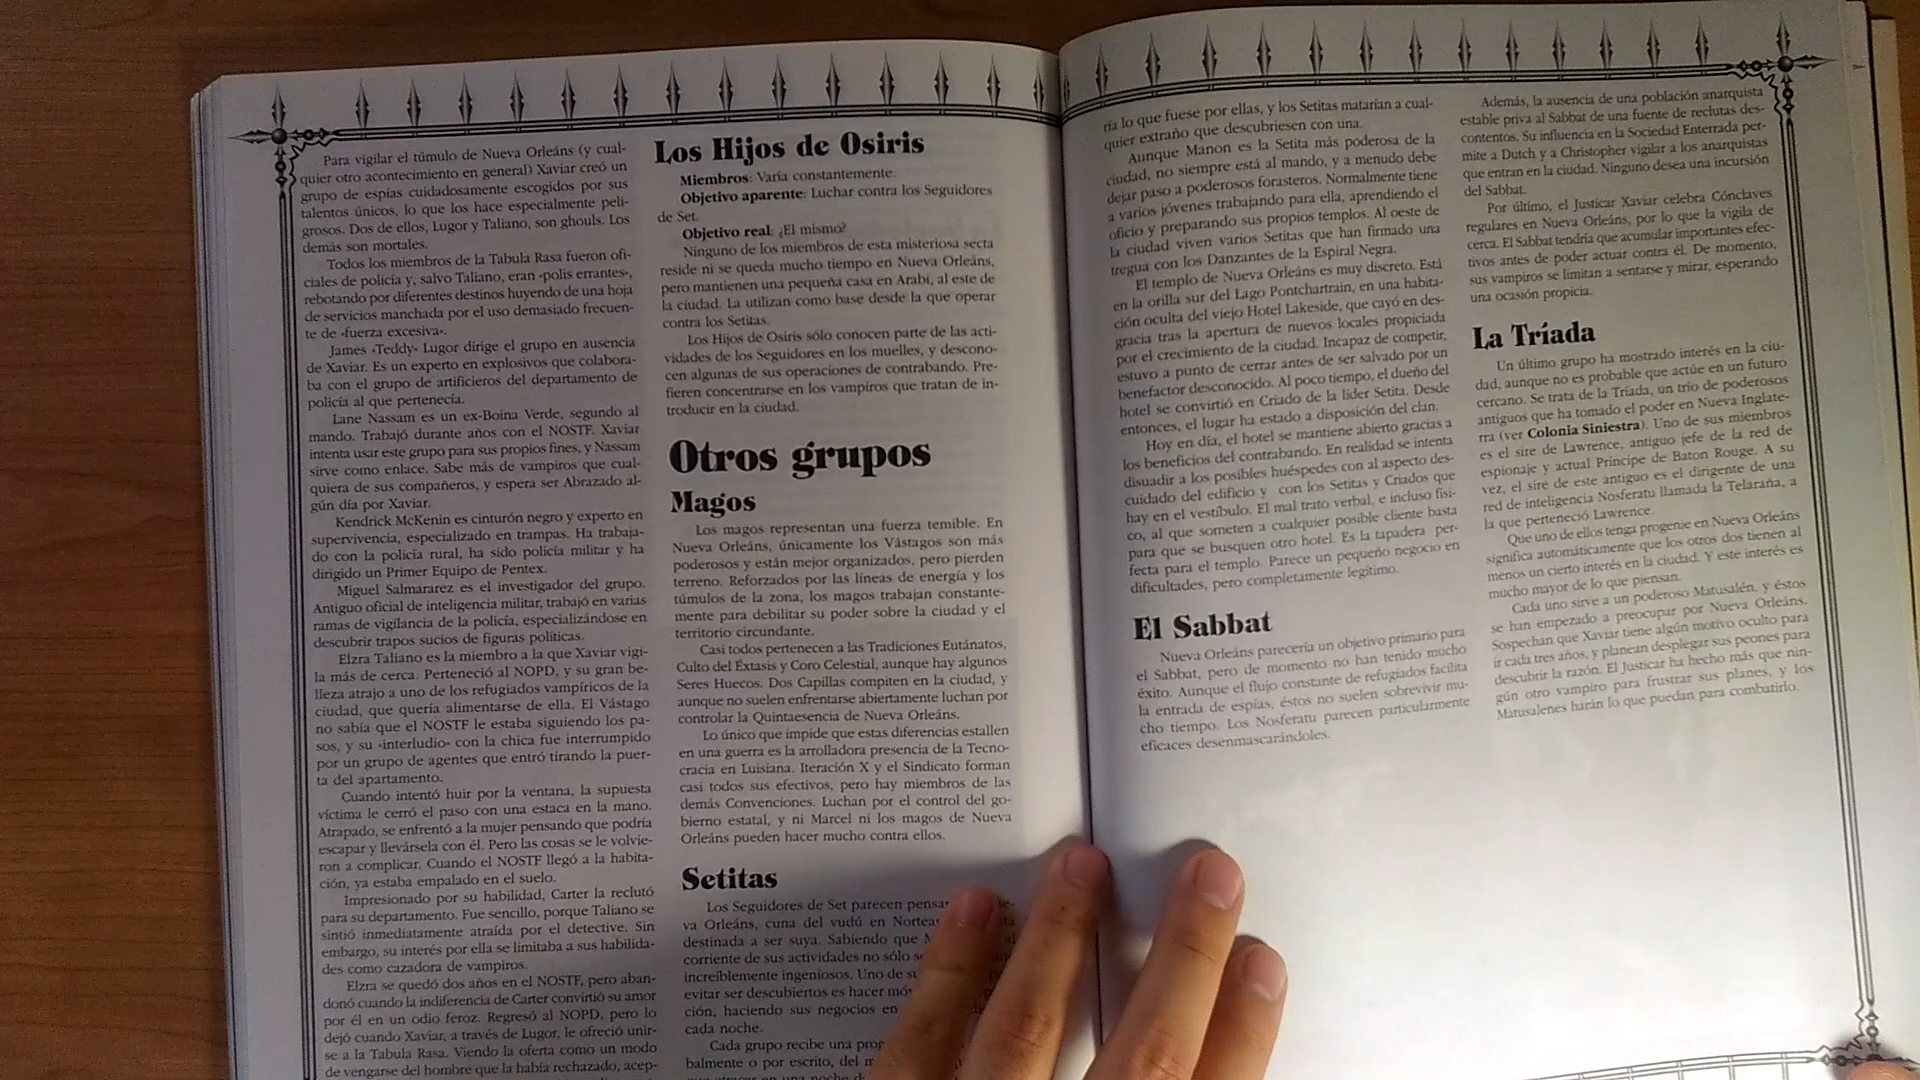 Para vigilar el túmulo de Nueva Orleáns (y cual-
quier otro acontecimiento en general) Xaviar creó un
grupo de espías cuidadosamente escogidos por sus
talentos únicos, lo que los hace especialmente peli-
grosos. Dos de ellos, Lugor y Taliano, son ghouls. Los
demás son mortales.
Todos los miembros de la Tabula Rasa fueron ofi-
ciales de policía y, salvo Taliano, eran «polis errantes»,
rebotando por diferentes destinos huyendo de una hoja
de servicios manchada por el uso demasiado frecuen-
te de «fuerza excesiva».
James «Teddy» Lugor dirige el grupo en ausencia
de Xaviar. Es un experto en explosivos que colabora-
ba con el grupo de artificieros del departamento de
policía al que pertenecía.
Lane Nassam es un ex-Boina Verde, segundo al
mando. Trabajó durante años con el NOSTF. Xaviar
intenta usar este grupo para sus propios fines, y Nassam
sirve como enlace. Sabe más de vampiros que cual-
quiera de sus compañeros, y espera ser Abrazado al-
gún día por Xaviar.
Kendrick McKenin es cinturón negro y experto en
supervivencia, especializado en trampas. Ha trabaja-
do con la policía rural, ha sido policía militar y ha
dirigido un Primer Equipo de Pentex.
Miguel Salmararez es el investigador del grupo.
Antiguo oficial de inteligencia militar, trabajó en varias
ramas de vigilancia de la policía, especializándose en
descubrir trapos sucios de figuras políticas.
Elzra Taliano es la miembro a la que Xaviar vigi-
la más de cerca. Perteneció al NOPD, y su gran be-
lleza atrajo a uno de los refugiados vampíricos de la
ciudad, que quería alimentarse de ella. El Vástago
no sabía que el NOSTF le estaba siguiendo los pa-
sos, y su «interludio» con la chica fue interrumpido
por un grupo de agentes que entró tirando la puer-
ta del apartamento.
Cuando intentó huir por la ventana, la supuesta
víctima le cerró el paso con una estaca en la mano.
Atrapado, se enfrentó a la mujer pensando que podría
escapar y llevársela con él. Pero las cosas se le volvie-
ron a complicar. Cuando el NOSTF llegó a la habita-
ción, ya estaba empalado en el suelo.
Impresionado por su habilidad, Carter la reclutó
para su departamento. Fue sencillo, porque Taliano se
sintió inmediatamente atraída por el detective. Sin
embargo, su interés por ella se limitaba a sus habilida-
des como cazadora de vampiros.
Elzra se quedó dos años en el NOSTF, pero aban-
donó cuando la indiferencia de Carter convirtió su amor
por él en un odio feroz. Regresó al NOPD, pero lo
dejó cuando Xaviar, a través de Lugor, le ofreció unir-
se a la Tabula Rasa. Viendo la oferta como un modo
de vengarse del hombre que la había rechazado, acep-
Los Hijos de Osiris
Miembros: Varía constantemente.
Objetivo aparente: Luchar contra los Seguidores
de Set.
Objetivo real: ¿El mismo?
Ninguno de los miembros de esta misteriosa secta
reside ni se queda mucho tiempo en Nueva Orleáns,
pero mantienen una pequeña casa en Arabi, al este de
la ciudad. La utilizan como base desde la que operar
contra los Setitas.
Los Hijos de Osiris sólo conocen parte de las acti-
vidades de los Seguidores en los muelles, y descono-
cen algunas de sus operaciones de contrabando. Pre-
fieren concentrarse en los vampiros que tratan de in-
troducir en la ciudad.
Otros grupos
Magos
Los magos representan una fuerza temible. En
Nueva Orleáns, únicamente los Vástagos son más
poderosos y están mejor organizados, pero pierden
terreno. Reforzados por las líneas de energía y los
túmulos de la zona, los magos trabajan constante-
mente para debilitar su poder sobre la ciudad y el
territorio circundante.
Casi todos pertenecen a las Tradiciones Eutánatos,
Culto del Éxtasis y Coro Celestial, aunque hay algunos
Seres Huecos. Dos Capillas compiten en la ciudad, y
aunque no suelen enfrentarse abiertamente luchan por
controlar la Quintaesencia de Nueva Orleáns.
Lo único que impide que estas diferencias estallen
en una guerra es la arrolladora presencia de la Tecno-
cracia en Luisiana. Iteración X y el Sindicato forman
casi todos sus efectivos, pero hay miembros de las
demás Convenciones. Luchan por el control del go-
bierno estatal, y ni Marcel ni los magos de Nueva
Orleáns pueden hacer mucho contra ellos.
Setitas
Los Seguidores de Set parecen pensar
va Orleáns, cuna del vudú en
destinada a ser suya. Sabiendo que
corriente de sus actividades no sólo
increíblemente ingeniosos. Uno de
evitar ser descubiertos es hacer
ción, haciendo sus negocios en
cada noche.
Cada grupo recibe una
balmente o por escrito, del
ría lo que fuese por ellas, y los Setitas matarían a cual-
quier extraño que descubriesen con una.
Aunque Manon es la Setita más poderosa de la
ciudad, no siempre está al mando, y a menudo debe
dejar paso a poderosos forasteros. Normalmente tiene
a varios jóvenes trabajando para ella, aprendiendo el
oficio y preparando sus propios templos. Al oeste de
la ciudad viven varios Setitas que han firmado una
tregua con los Danzantes de la Espiral Negra.
El templo de Nueva Orleáns es muy discreto. Está
en la orilla sur del Lago Pontchartrain, en una habita-
ción oculta del viejo Hotel Lakeside, que cayó en des-
gracia tras la apertura de nuevos locales propiciada
por el crecimiento de la ciudad. Incapaz de competir,
estuvo a punto de cerrar antes de ser salvado por un
benefactor desconocido. Al poco tiempo, el dueño del
hotel se convirtió en Criado de la líder Setita. Desde
entonces, el lugar ha estado a disposición del clan.
Hoy en día, el hotel se mantiene abierto gracias a
los beneficios del contrabando. En realidad se intenta
disuadir a los posibles huéspedes con al aspecto des-
cuidado del edificio y con los Setitas y Criados que
hay en el vestíbulo. El mal trato verbal, e incluso físi-
co, al que someten a cualquier posible cliente basta
para que se busquen otro hotel. Es la tapadera per-
fecta para el templo. Parece un pequeño negocio en
dificultades, pero completamente legítimo.
El Sabbat
Nueva Orleáns parecería un objetivo primario para
el Sabbat, pero de momento no han tenido mucho
éxito. Aunque el flujo constante de refugiados facilita
la entrada de espías, éstos no suelen sobrevivir mu-
cho tiempo. Los Nosferatu parecen particularmente
eficaces desenmascarándoles.
Además, la ausencia de una población anarquista
estable priva al Sabbat de una fuente de reclutas des-
contentos. Su influencia en la Sociedad Enterrada per-
mite a Dutch y a Christopher vigilar a los anarquistas
que entran en la ciudad. Ninguno desea una incursión
del Sabbat.
Por último, el Justicar Xaviar celebra Cónclaves
regulares en Nueva Orleáns, por lo que la vigila de
cerca. El Sabbat tendría que acumular importantes efec-
tivos antes de poder actuar contra él. De momento,
sus vampiros se limitan a sentarse y mirar, esperando
una ocasión propicia.
La Tríada
Un último grupo ha mostrado interés en la ciu-
dad, aunque no es probable que actúe en un futuro
cercano. Se trata de la Tríada, un trío de poderosos
antiguos que ha tomado el poder en Nueva Inglate-
rra (ver Colonia Siniestra). Uno de sus miembros
es el sire de Lawrence, antiguo jefe de la red de
espionaje y actual Príncipe de Baton Rouge. A su
vez, el sire de este antiguo es el dirigente de una
red de inteligencia Nosferatu llamada la Telaraña, a
la que perteneció Lawrence.
Que uno de ellos tenga progenie en Nueva Orleáns
significa automáticamente que los otros dos tienen al
menos un cierto interés en la ciudad. Y este interés es
mucho mayor de lo que piensan.
Cada uno sirve a un poderoso Matusalén, y éstos
se han empezado a preocupar por Nueva Orleáns.
Sospechan que Xaviar tiene algún motivo oculto para
ir cada tres años, y planean desplegar sus peones para
descubrir la razón. El Justicar ha hecho más que nin-
gún otro vampiro para frustrar sus planes, y los
Matusalenes harán lo que puedan para combatirlo.